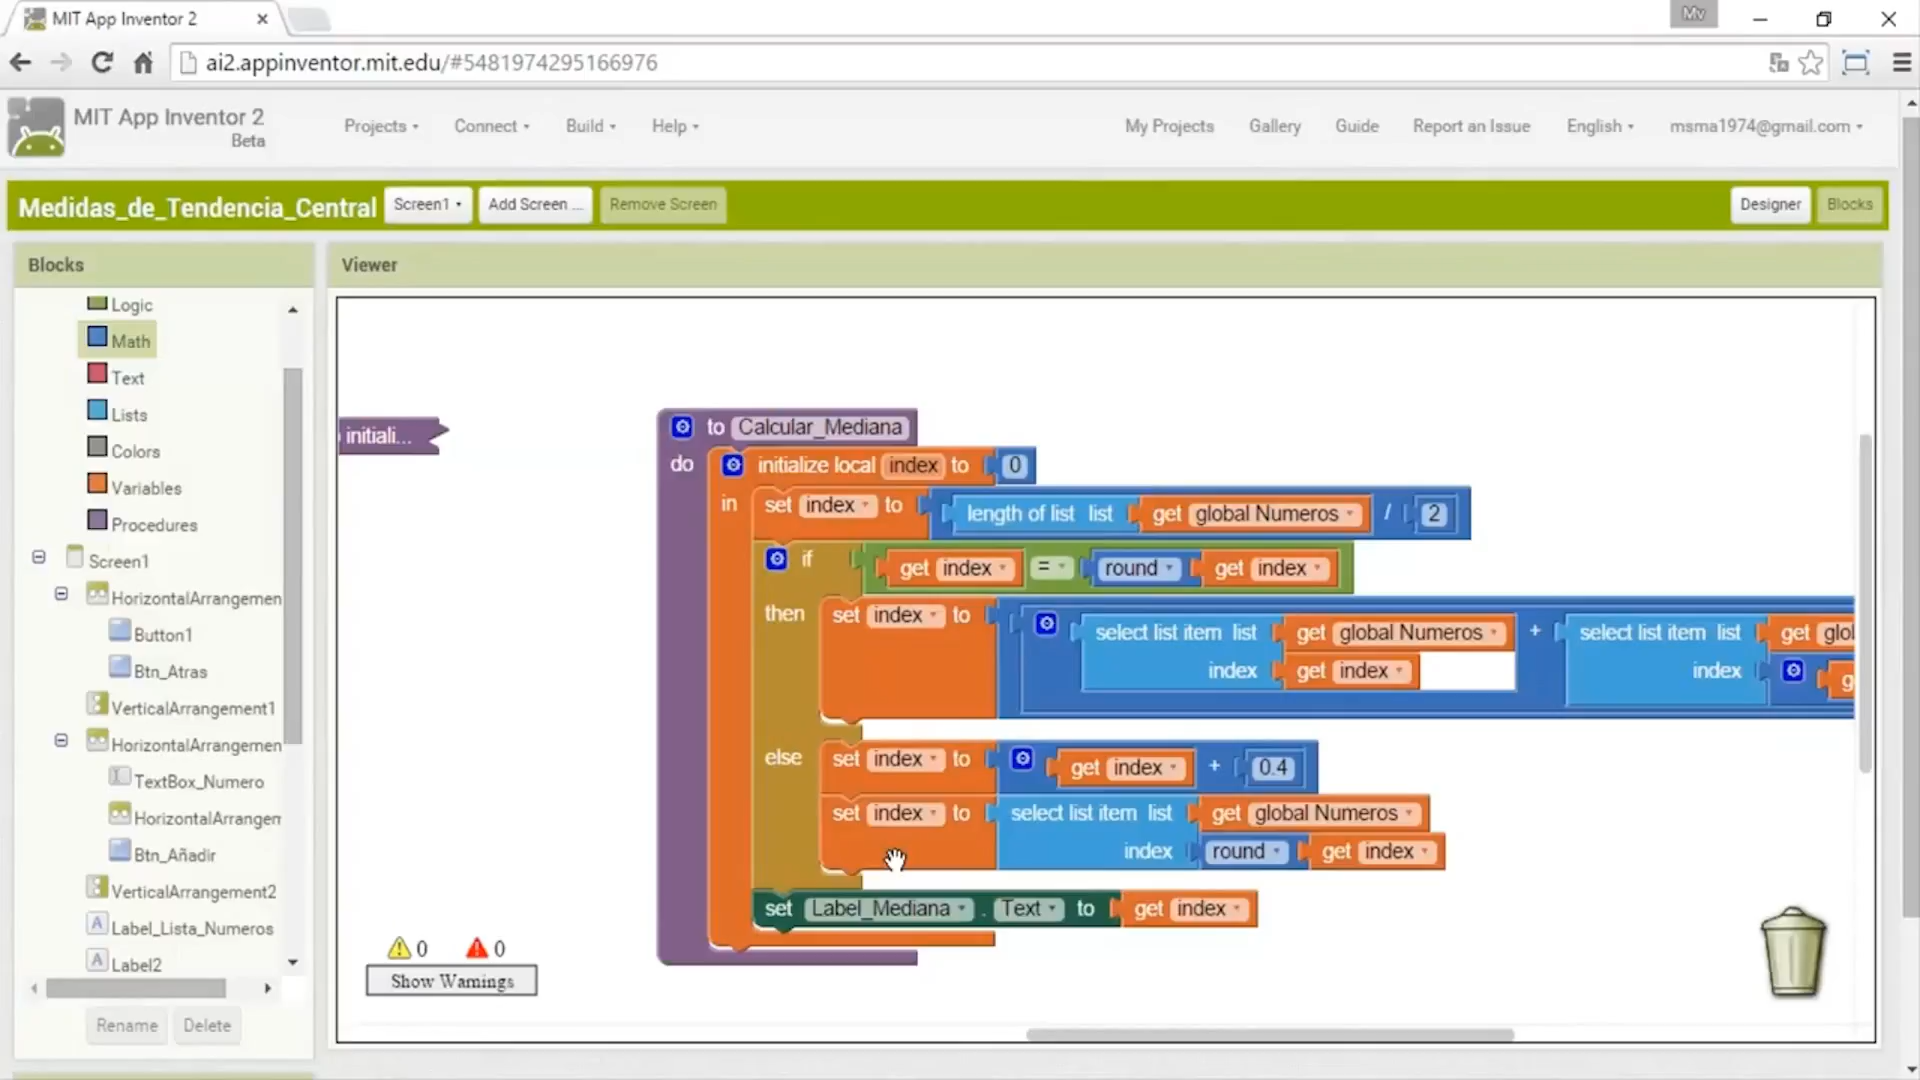 MIT App Inventor 2
Mv
ai2.appinventor.mit.edu/#5481974295166976
MIT App Inventor 2
Beta
Projects
Connect
Build
Help
My Projects
Gallery
Guide
Report an Issue
English
msma1974@gmail.com
Medidas_de_Tendencia_Central
Screen1
Add Screen ...
Remove Screen
Designer
Blocks
Blocks
Logic
Math
Text
Lists
Colors
Variables
Procedures
Screen1
HorizontalArrangemen
Button1
Btn_Atras
VerticalArrangement1
HorizontalArrangemen
TextBox_Numero
HorizontalArrangem
Btn_Añadir
VerticalArrangement2
Label_Lista_Numeros
Label2
Rename
Delete
Viewer
initiali...
to Calcular_Mediana
do initialize local index to 0
in set index to length of list list get global Numeros / 2
if get index = round get index
then set index to select list item list get global Numeros + select list item list get glo
index get index index g
else set index to get index + 0.4
set index to select list item list get global Numeros
index round get index
set Label_Mediana . Text to get index
0 0
Show Warnings